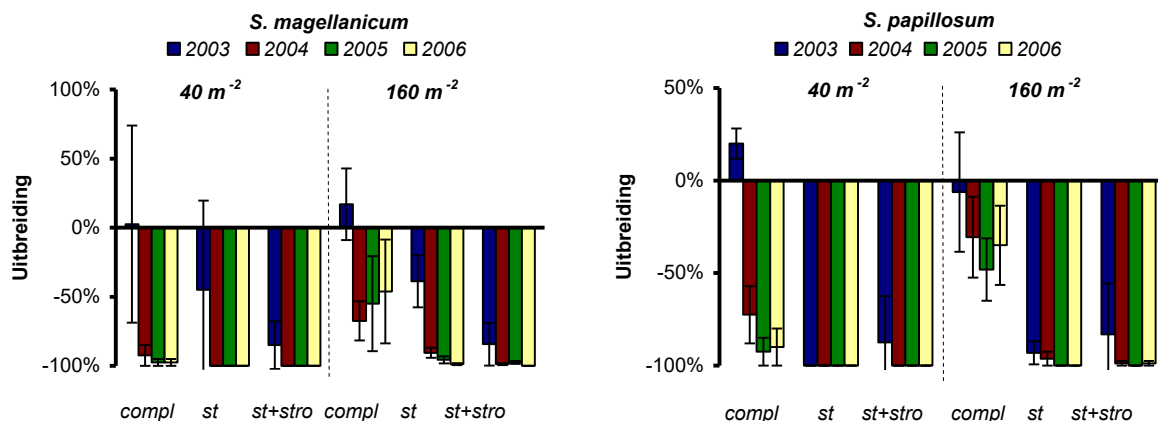 S. magellanicum
2003 2004 2005 2006
100%
50%
0%
-50%
-100%
Uitbreiding
40 m-2
160 m-2
compl st st+stro compl st st+stro
S. papillosum
2003 2004 2005 2006
50%
0%
-50%
-100%
Uitbreiding
40 m-2
160 m-2
compl st st+stro compl st st+stro